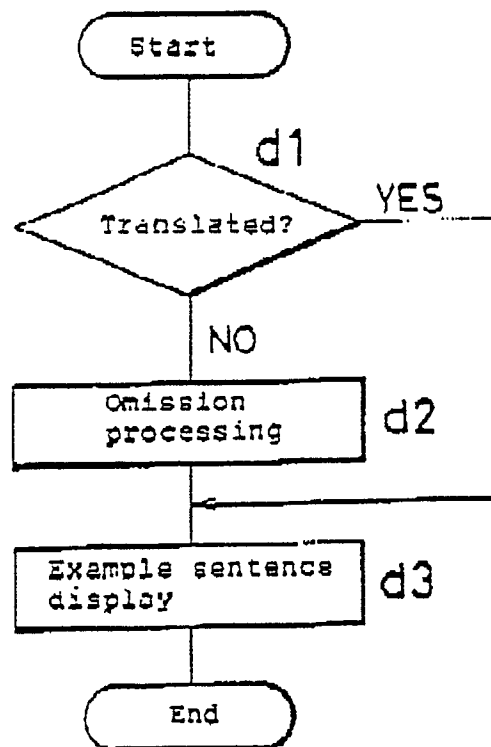 Start
d1
Translated?
YES
NO
Omission
processing
d2
Example sentence
display
d3
End